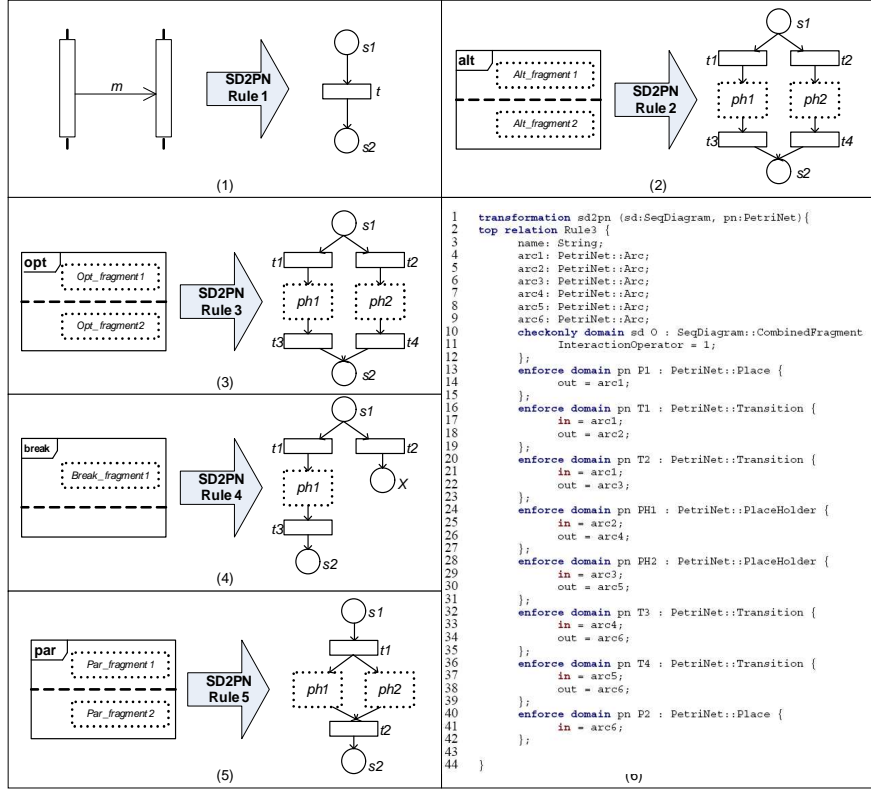 m
SD2PN
Rule 1
s1
t
s2
(1)
alt
Alt_fragment 1
Alt_fragment2
SD2PN
Rule 2
s1
t1
t2
ph1
ph2
t3
t4
s2
(2)
opt
Opt_fragment1
Opt_fragment2
SD2PN
Rule 3
s1
t1
t2
ph1
ph2
t3
t4
s2
(3)
break
Break_fragment1
SD2PN
Rule 4
s1
t1
t2
ph1
X
t3
s2
(4)
par
Par_fragment 1
Par_fragment 2
SD2PN
Rule 5
s1
t1
ph1
ph2
t2
s2
(5)
1 transformation sd2pn (sd:SeqDiagram, pn:PetriNet){
2 top relation Rule3 {
3 name: String;
4 arc1: PetriNet::Arc;
5 arc2: PetriNet::Arc;
6 arc3: PetriNet::Arc;
7 arc4: PetriNet::Arc;
8 arc5: PetriNet::Arc;
9 arc6: PetriNet::Arc;
10 checkonly domain sd O : SeqDiagram::CombinedFragment
11 InteractionOperator = 1;
12 };
13 enforce domain pn P1 : PetriNet::Place {
14 out = arc1;
15 };
16 enforce domain pn T1 : PetriNet::Transition {
17 in = arc1;
18 out = arc2;
19 };
20 enforce domain pn T2 : PetriNet::Transition {
21 in = arc1;
22 out = arc3;
23 };
24 enforce domain pn PH1 : PetriNet::PlaceHolder {
25 in = arc2;
26 out = arc4;
27 };
28 enforce domain pn PH2 : PetriNet::PlaceHolder {
29 in = arc3;
30 out = arc5;
31 };
32 enforce domain pn T3 : PetriNet::Transition {
33 in = arc4;
34 out = arc6;
35 };
36 enforce domain pn T4 : PetriNet::Transition {
37 in = arc5;
38 out = arc6;
39 };
40 enforce domain pn P2 : PetriNet::Place {
41 in = arc6;
42 };
43
44 }
(6)